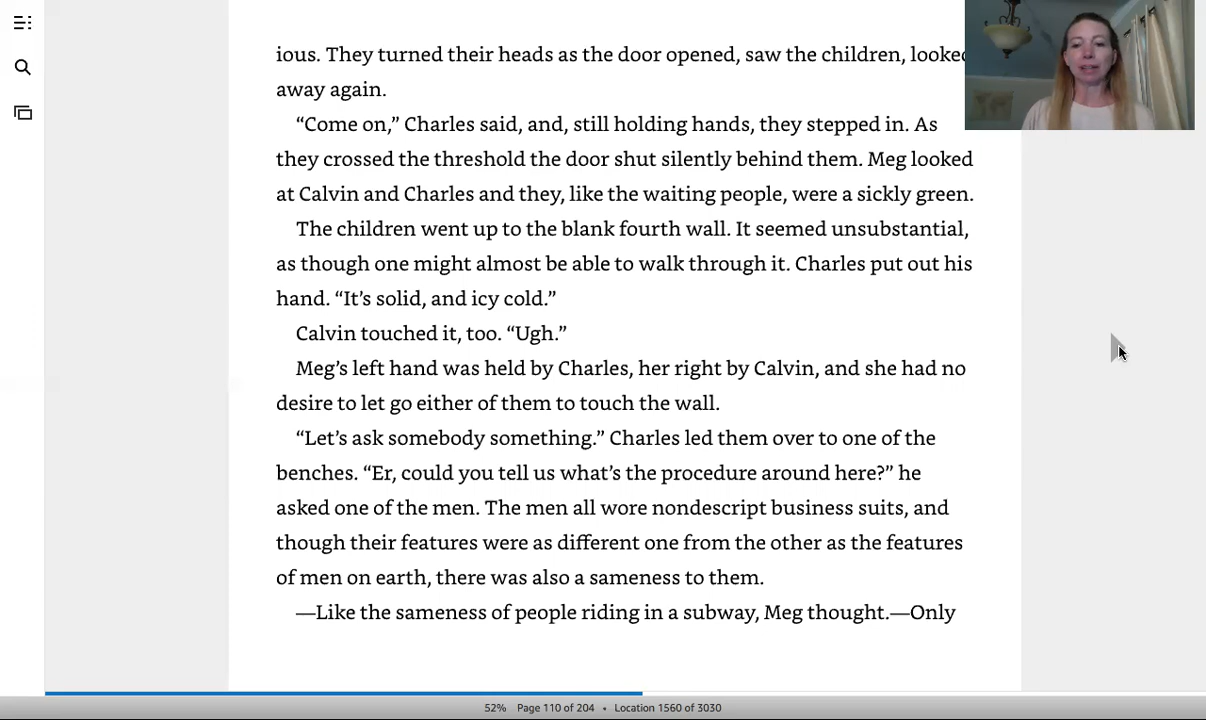 ious. They turned their heads as the door opened, saw the children, looked
away again.
“Come on,” Charles said, and, still holding hands, they stepped in. As
they crossed the threshold the door shut silently behind them. Meg looked
at Calvin and Charles and they, like the waiting people, were a sickly green.
The children went up to the blank fourth wall. It seemed unsubstantial,
as though one might almost be able to walk through it. Charles put out his
hand. “It’s solid, and icy cold.”
Calvin touched it, too. “Ugh.”
Meg’s left hand was held by Charles, her right by Calvin, and she had no
desire to let go either of them to touch the wall.
“Let’s ask somebody something.” Charles led them over to one of the
benches. “Er, could you tell us what’s the procedure around here?” he
asked one of the men. The men all wore nondescript business suits, and
though their features were as different one from the other as the features
of men on earth, there was also a sameness to them.
—Like the sameness of people riding in a subway, Meg thought.—Only
52% Page 110 of 204 • Location 1560 of 3030